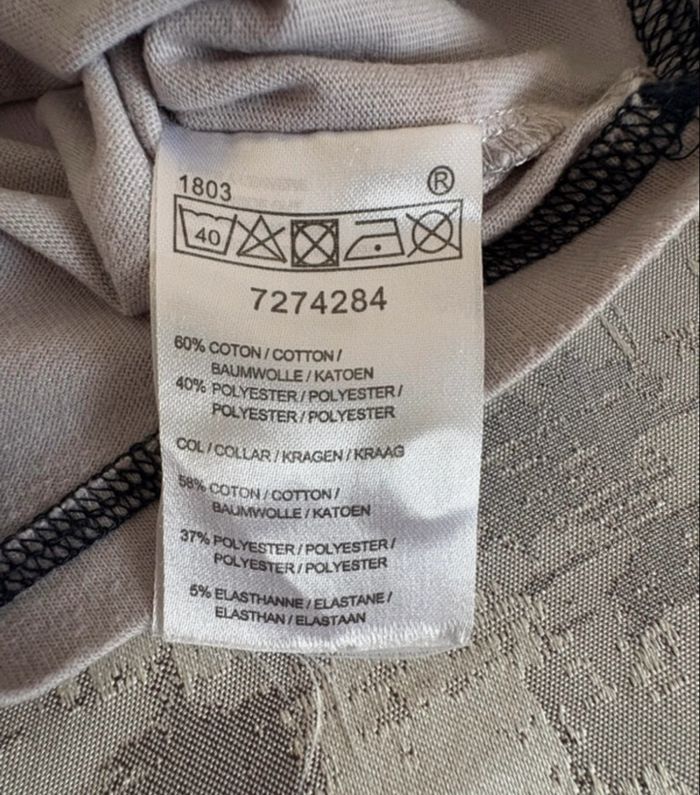 1803 ®
40
7274284
60% COTON / COTTON /
BAUMWOLLE / KATOEN
40% POLYESTER / POLYESTER /
POLYESTER / POLYESTER
COL / COLLAR / KRAGEN / KRAAG
58% COTON / COTTON /
BAUMWOLLE / KATOEN
37% POLYESTER / POLYESTER /
POLYESTER / POLYESTER
5% ELASTHANNE / ELASTANE /
ELASTHAN / ELASTAAN